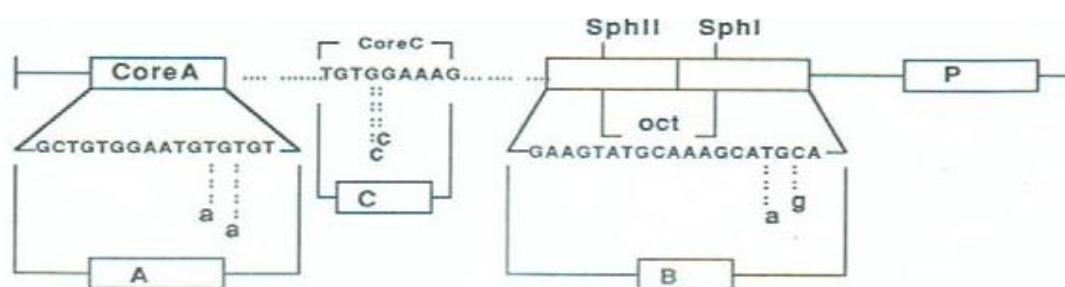 SphII SphI
CoreC
CoreA
TGTGGAAAG
P
oct
GCTGTGGAATGTGTGT
GAAGTATGCAAAGCATGCA
C
C
C
a
g
a
a
A
B